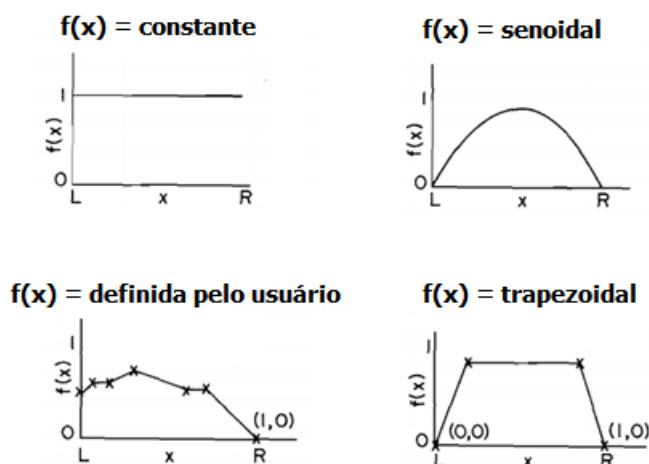 f(x) = constante
1
f(x)
0
L x R
f(x) = senoidal
1
f(x)
0
L x R
f(x) = definida pelo usuário
1
f(x)
(1,0)
0
L x R
f(x) = trapezoidal
1
f(x)
(0,0) (1,0)
0
L x R